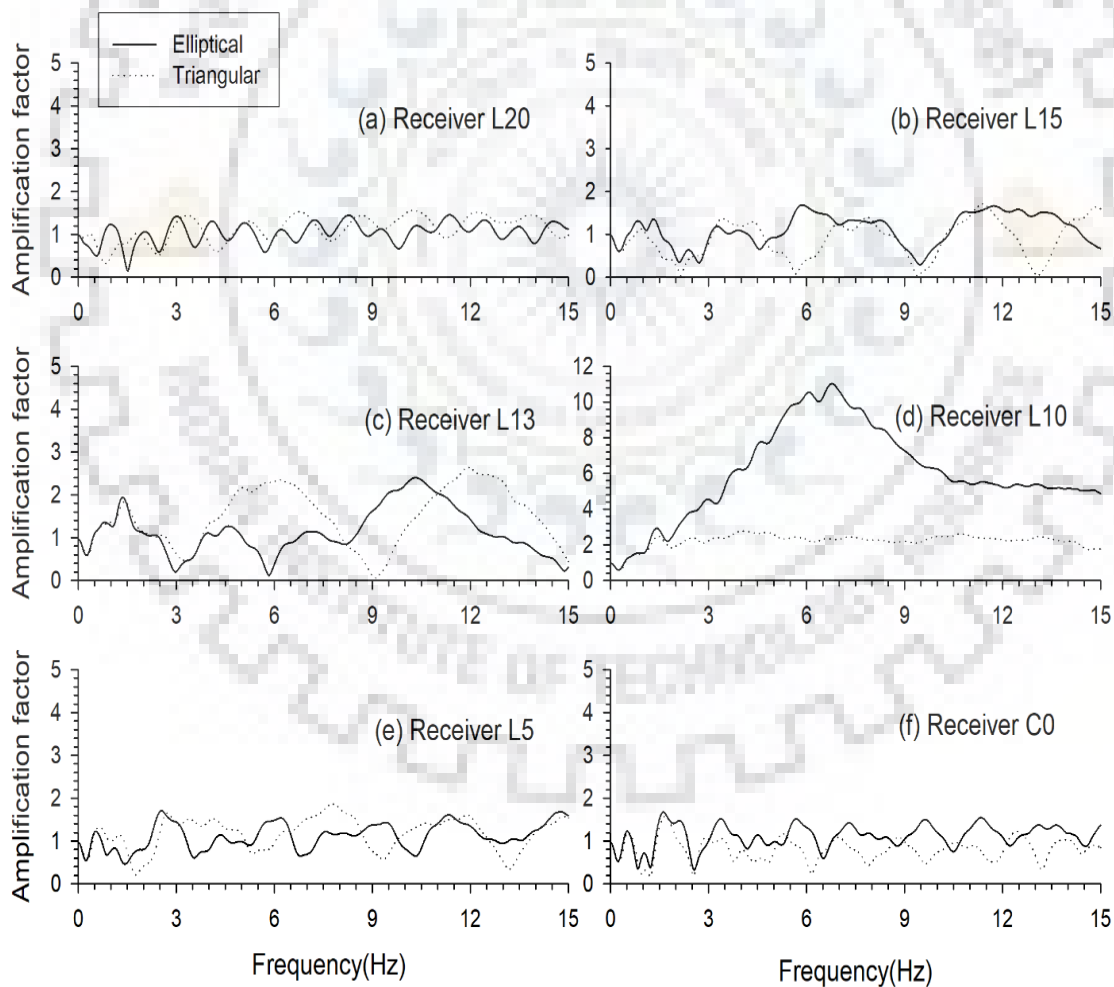 Elliptical
Triangular
Amplification factor
5
4
3
2
1
0
(a) Receiver L20
0 3 6 9 12 15
5
4
3
2
1
0
(b) Receiver L15
0 3 6 9 12 15
Amplification factor
5
4
3
2
1
0
(c) Receiver L13
0 3 6 9 12 15
12
10
8
6
4
2
0
(d) Receiver L10
0 3 6 9 12 15
Amplification factor
5
4
3
2
1
0
(e) Receiver L5
0 3 6 9 12 15
Frequency(Hz)
5
4
3
2
1
0
(f) Receiver C0
0 3 6 9 12 15
Frequency(Hz)